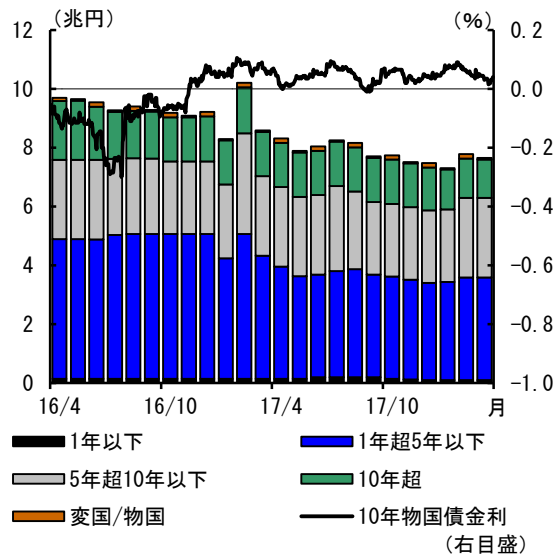 （兆円） （％）
12 0.2
10 0.0
8 −0.2
6 −0.4
4 −0.6
2 −0.8
0 −1.0
16/4 16/10 17/4 17/10 月
1年以下 1年超5年以下
5年超10年以下 10年超
変国/物国 10年物国債金利
（右目盛）